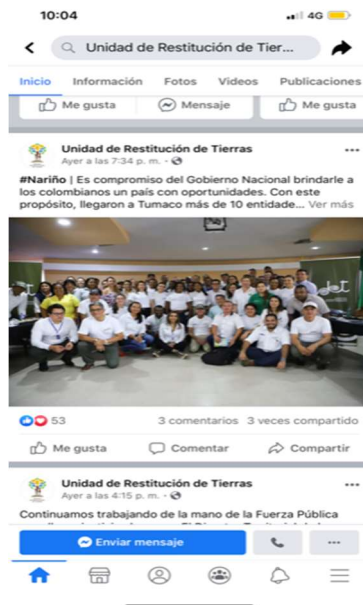 10:04
4G
Unidad de Restitución de Tier...
Inicio Información Fotos Videos Publicaciones
Me gusta Mensaje Me gusta
Unidad de Restitución de Tierras
Ayer a las 7:34 p. m. ·
#Nariño | Es compromiso del Gobierno Nacional brindarle a
los colombianos un país con oportunidades. Con este
propósito, llegaron a Tumaco más de 10 entidade... Ver más
53 3 comentarios 3 veces compartido
Me gusta Comentar Compartir
Unidad de Restitución de Tierras
Ayer a las 4:15 p. m. ·
Continuamos trabajando de la mano de la Fuerza Pública
Enviar mensaje